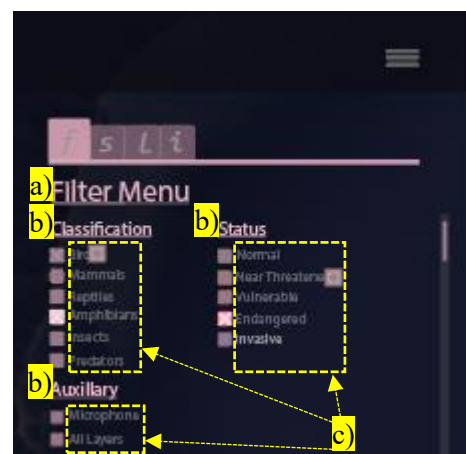 f s L i
a) Filter Menu
b) Classification
b) Status
Birds
Normal
Mammals
Near Threatened
Reptiles
Vulnerable
Amphibians
Endangered
Insects
Invasive
Predators
b) Auxillary
Microphone
All Layers
c)